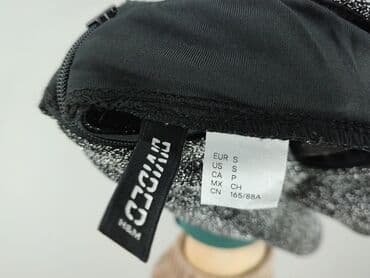 DIVIDED
H&M
EUR S
US S
CA P
MX CH
CN 165/88A